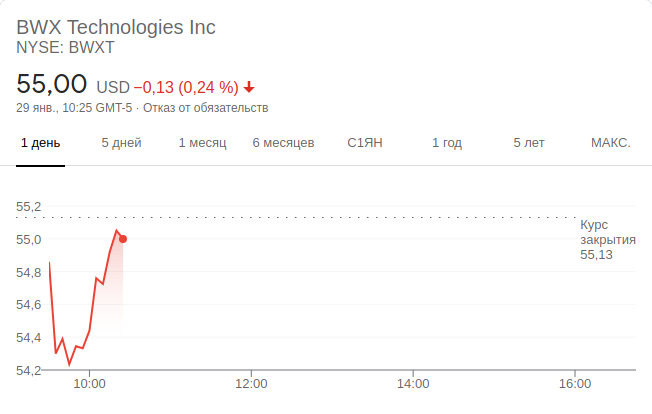 BWX Technologies Inc
NYSE: BWXT
55,00 USD −0,13 (0,24 %)
29 янв., 10:25 GMT-5 · Отказ от обязательств
1 день 5 дней 1 месяц 6 месяцев С1ЯН 1 год 5 лет МАКС.
55,2
Курс
55,0 закрытия
55,13
54,8
54,6
54,4
54,2
10:00 12:00 14:00 16:00